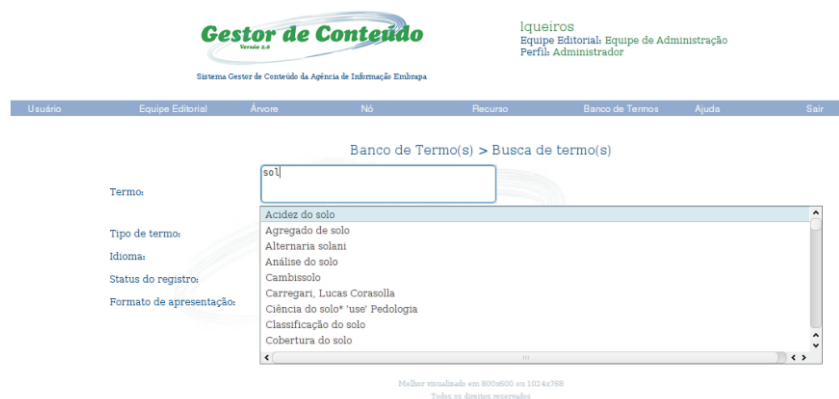 Gestor de Conteúdo
Versão 2.0
Sistema Gestor de Conteúdo da Agência de Informação Embrapa
lqueiros
Equipe Editorial: Equipe de Administração
Perfil: Administrador
Usuário Equipe Editorial Árvore Nó Recurso Banco de Termos Ajuda Sair
Banco de Termo(s) > Busca de termo(s)
Termo: sol
Tipo de termo:
Idioma:
Status do registro:
Formato de apresentação:
Acidez do solo
Agregado de solo
Alternaria solani
Análise do solo
Cambissolo
Carregari, Lucas Corasolla
Ciência do solo* 'use' Pedologia
Classificação do solo
Cobertura do solo
Melhor visualizado em 800x600 ou 1024x768
Todos os direitos reservados